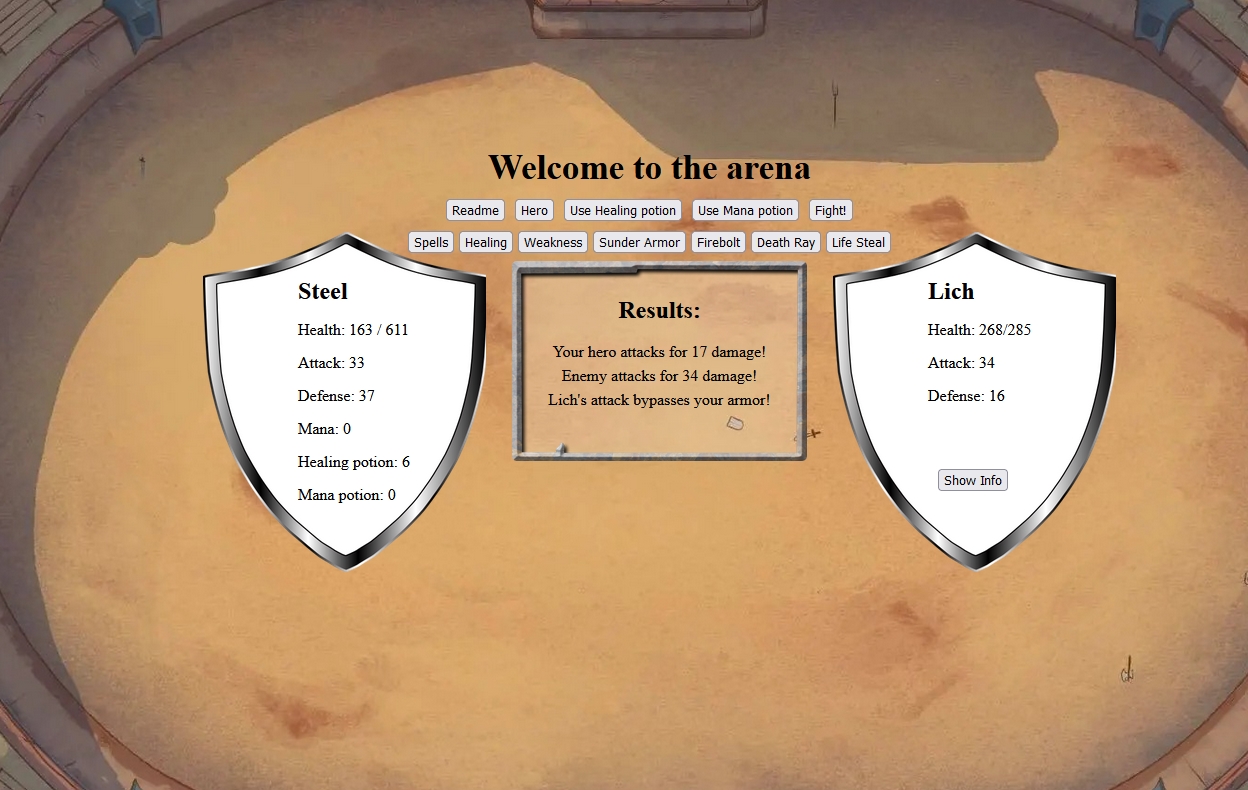 Welcome to the arena
Readme Hero Use Healing potion Use Mana potion Fight!
Spells Healing Weakness Sunder Armor Firebolt Death Ray Life Steal
Steel
Health: 163 / 611
Attack: 33
Defense: 37
Mana: 0
Healing potion: 6
Mana potion: 0
Results:
Your hero attacks for 17 damage!
Enemy attacks for 34 damage!
Lich's attack bypasses your armor!
Lich
Health: 268/285
Attack: 34
Defense: 16
Show Info